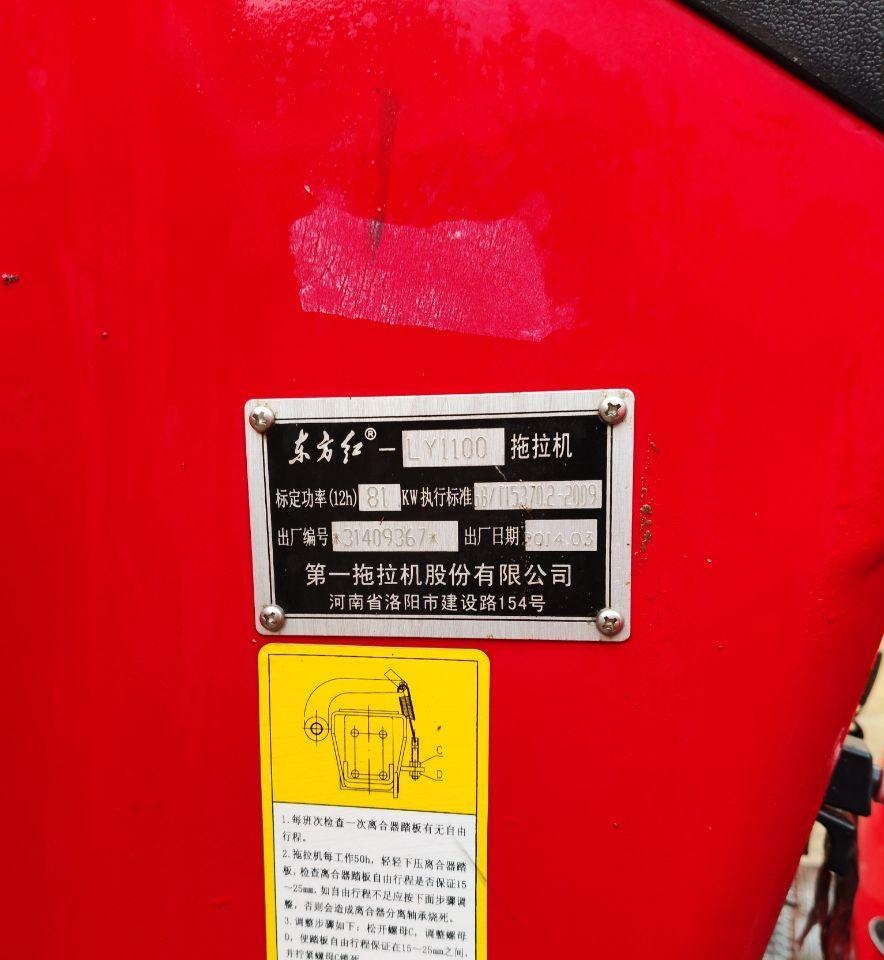 东方红®-LY1100 拖拉机
标定功率(12h) 81 KW 执行标准 GB/T15370.2-2009
出厂编号 *31409367* 出厂日期 2014.03
第一拖拉机股份有限公司
河南省洛阳市建设路154号
C
D
1.每班次检查一次离合器踏板有无自由
行程。
2.拖拉机每工作50h，轻轻下压离合器踏
板，检查离合器踏板自由行程是否保证15
～25mm，如自由行程不足应按下面步骤调
整，否则会造成离合器分离轴承烧死。
3.调整步骤如下：松开螺母C，调整螺母
D，使踏板自由行程保证在15～25mm之间，
并拧紧螺母C锁死